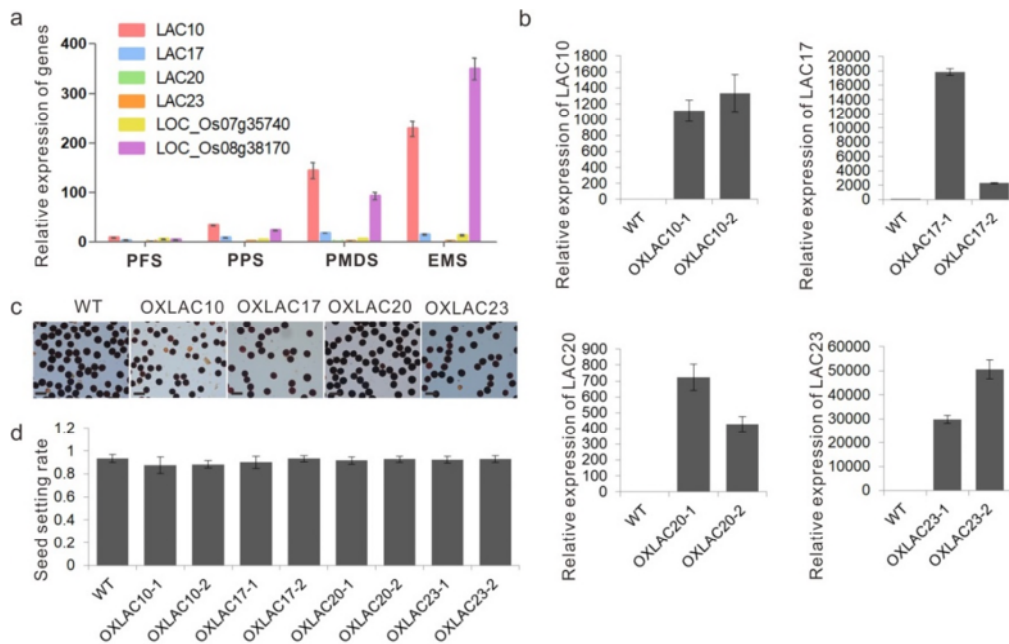 a
Relative expression of genes
400
300
200
100
0
LAC10
LAC17
LAC20
LAC23
LOC_Os07g35740
LOC_Os08g38170
PFS PPS PMDS EMS
b
Relative expression of LAC10
1800
1600
1400
1200
1000
800
600
400
200
0
WT OXLAC10-1 OXLAC10-2
Relative expression of LAC17
20000
18000
16000
14000
12000
10000
8000
6000
4000
2000
0
WT OXLAC17-1 OXLAC17-2
Relative expression of LAC20
900
800
700
600
500
400
300
200
100
0
WT OXLAC20-1 OXLAC20-2
Relative expression of LAC23
60000
50000
40000
30000
20000
10000
0
WT OXLAC23-1 OXLAC23-2
c
WT OXLAC10 OXLAC17 OXLAC20 OXLAC23
d
Seed setting rate
1.2
1
0.8
0.6
0.4
0.2
0
WT OXLAC10-1 OXLAC10-2 OXLAC17-1 OXLAC17-2 OXLAC20-1 OXLAC20-2 OXLAC23-1 OXLAC23-2